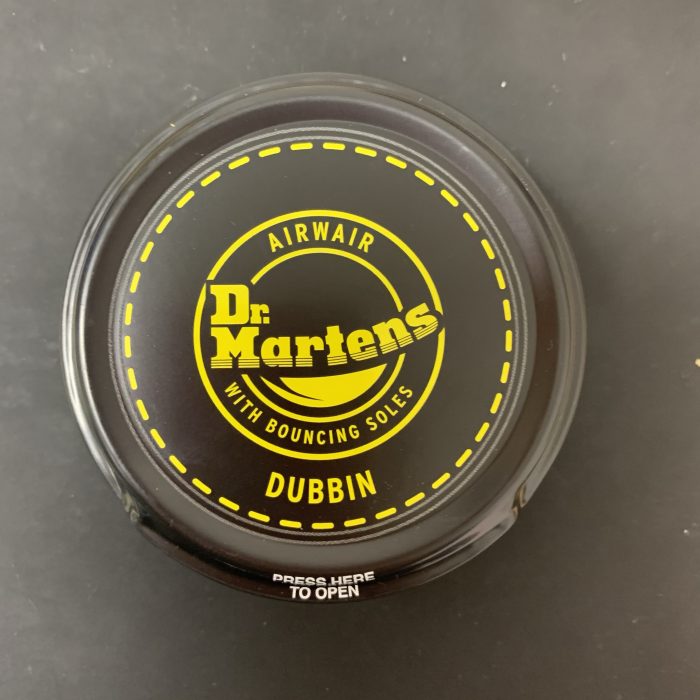 AIRWAIR
Dr.
Martens
WITH BOUNCING SOLES
DUBBIN
PRESS HERE
TO OPEN